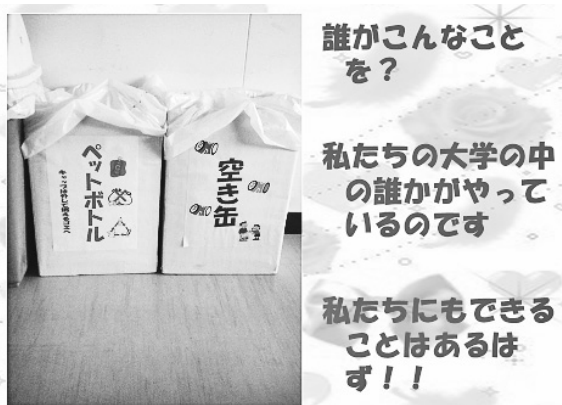 誰がこんなこと
を？
私たちの大学の中
の誰かがやって
いるのです
私たちにもできる
ことはあるは
ず！！
ペットボトル
空き缶